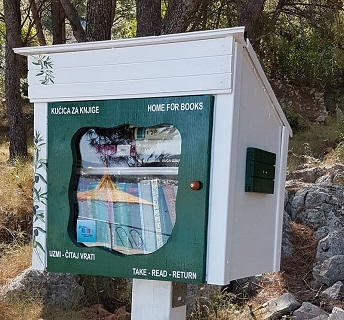 KUĆICA ZA KNJIGE
HOME FOR BOOKS
UZMI - ČITAJ VRATI
TAKE - READ - RETURN